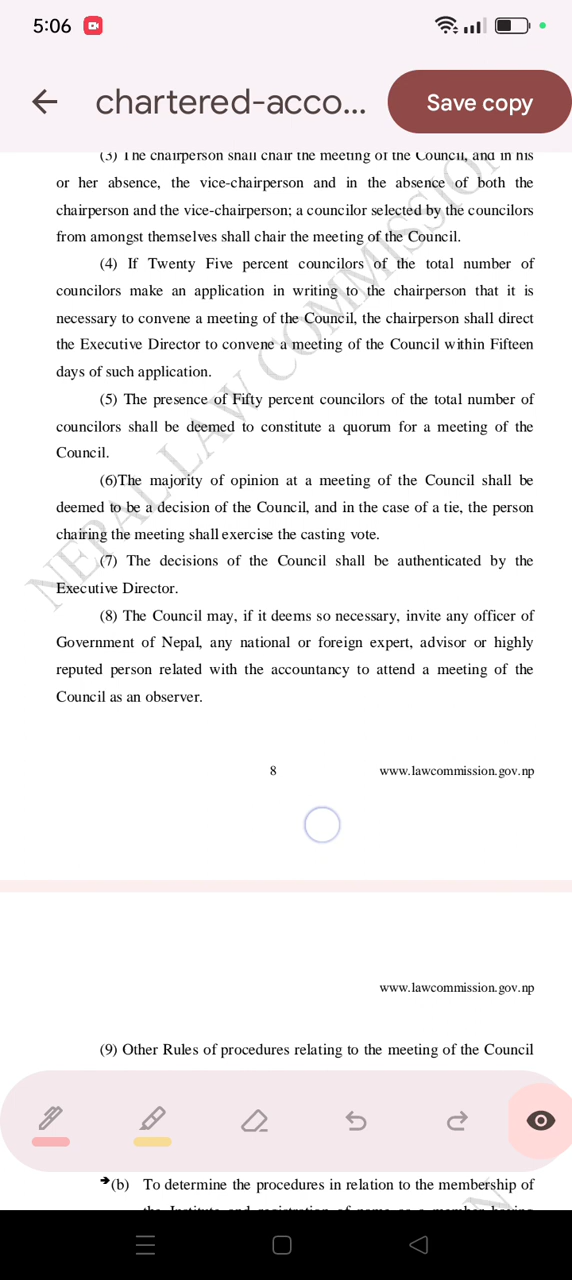 5:06
chartered-acco...
Save copy
(3) The chairperson shall chair the meeting of the Council, and in his
or her absence, the vice-chairperson and in the absence of both the
chairperson and the vice-chairperson; a councilor selected by the councilors
from amongst themselves shall chair the meeting of the Council.
(4) If Twenty Five percent councilors of the total number of
councilors make an application in writing to the chairperson that it is
necessary to convene a meeting of the Council, the chairperson shall direct
the Executive Director to convene a meeting of the Council within Fifteen
days of such application.
(5) The presence of Fifty percent councilors of the total number of
councilors shall be deemed to constitute a quorum for a meeting of the
Council.
(6)The majority of opinion at a meeting of the Council shall be
deemed to be a decision of the Council, and in the case of a tie, the person
chairing the meeting shall exercise the casting vote.
(7) The decisions of the Council shall be authenticated by the
Executive Director.
(8) The Council may, if it deems so necessary, invite any officer of
Government of Nepal, any national or foreign expert, advisor or highly
reputed person related with the accountancy to attend a meeting of the
Council as an observer.
NEPAL LAW COMMISSION
8 www.lawcommission.gov.np
www.lawcommission.gov.np
(9) Other Rules of procedures relating to the meeting of the Council
(b) To determine the procedures in relation to the membership of